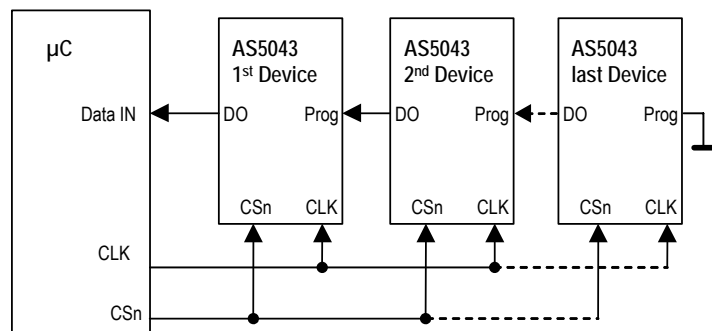 µC
Data IN
CLK
CSn
AS5043
1st Device
DO
Prog
CSn
CLK
AS5043
2nd Device
DO
Prog
CSn
CLK
AS5043
last Device
DO
Prog
CSn
CLK